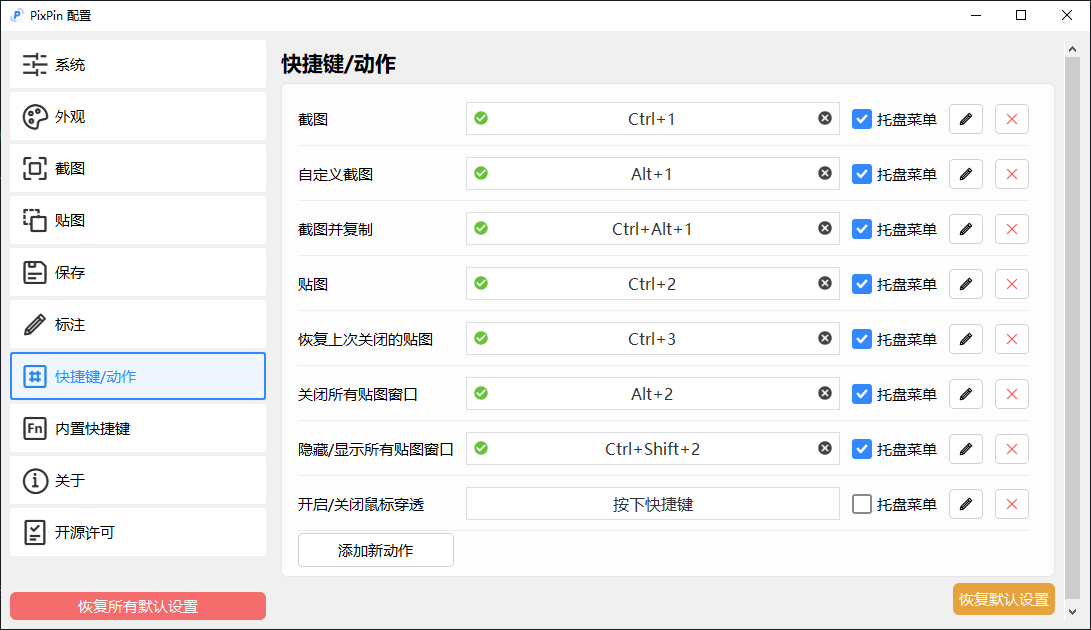 PixPin 配置
系统
外观
截图
贴图
保存
标注
快捷键/动作
Fn 内置快捷键
关于
开源许可
恢复所有默认设置
快捷键/动作
截图 Ctrl+1 托盘菜单
自定义截图 Alt+1 托盘菜单
截图并复制 Ctrl+Alt+1 托盘菜单
贴图 Ctrl+2 托盘菜单
恢复上次关闭的贴图 Ctrl+3 托盘菜单
关闭所有贴图窗口 Alt+2 托盘菜单
隐藏/显示所有贴图窗口 Ctrl+Shift+2 托盘菜单
开启/关闭鼠标穿透 按下快捷键 托盘菜单
添加新动作
恢复默认设置